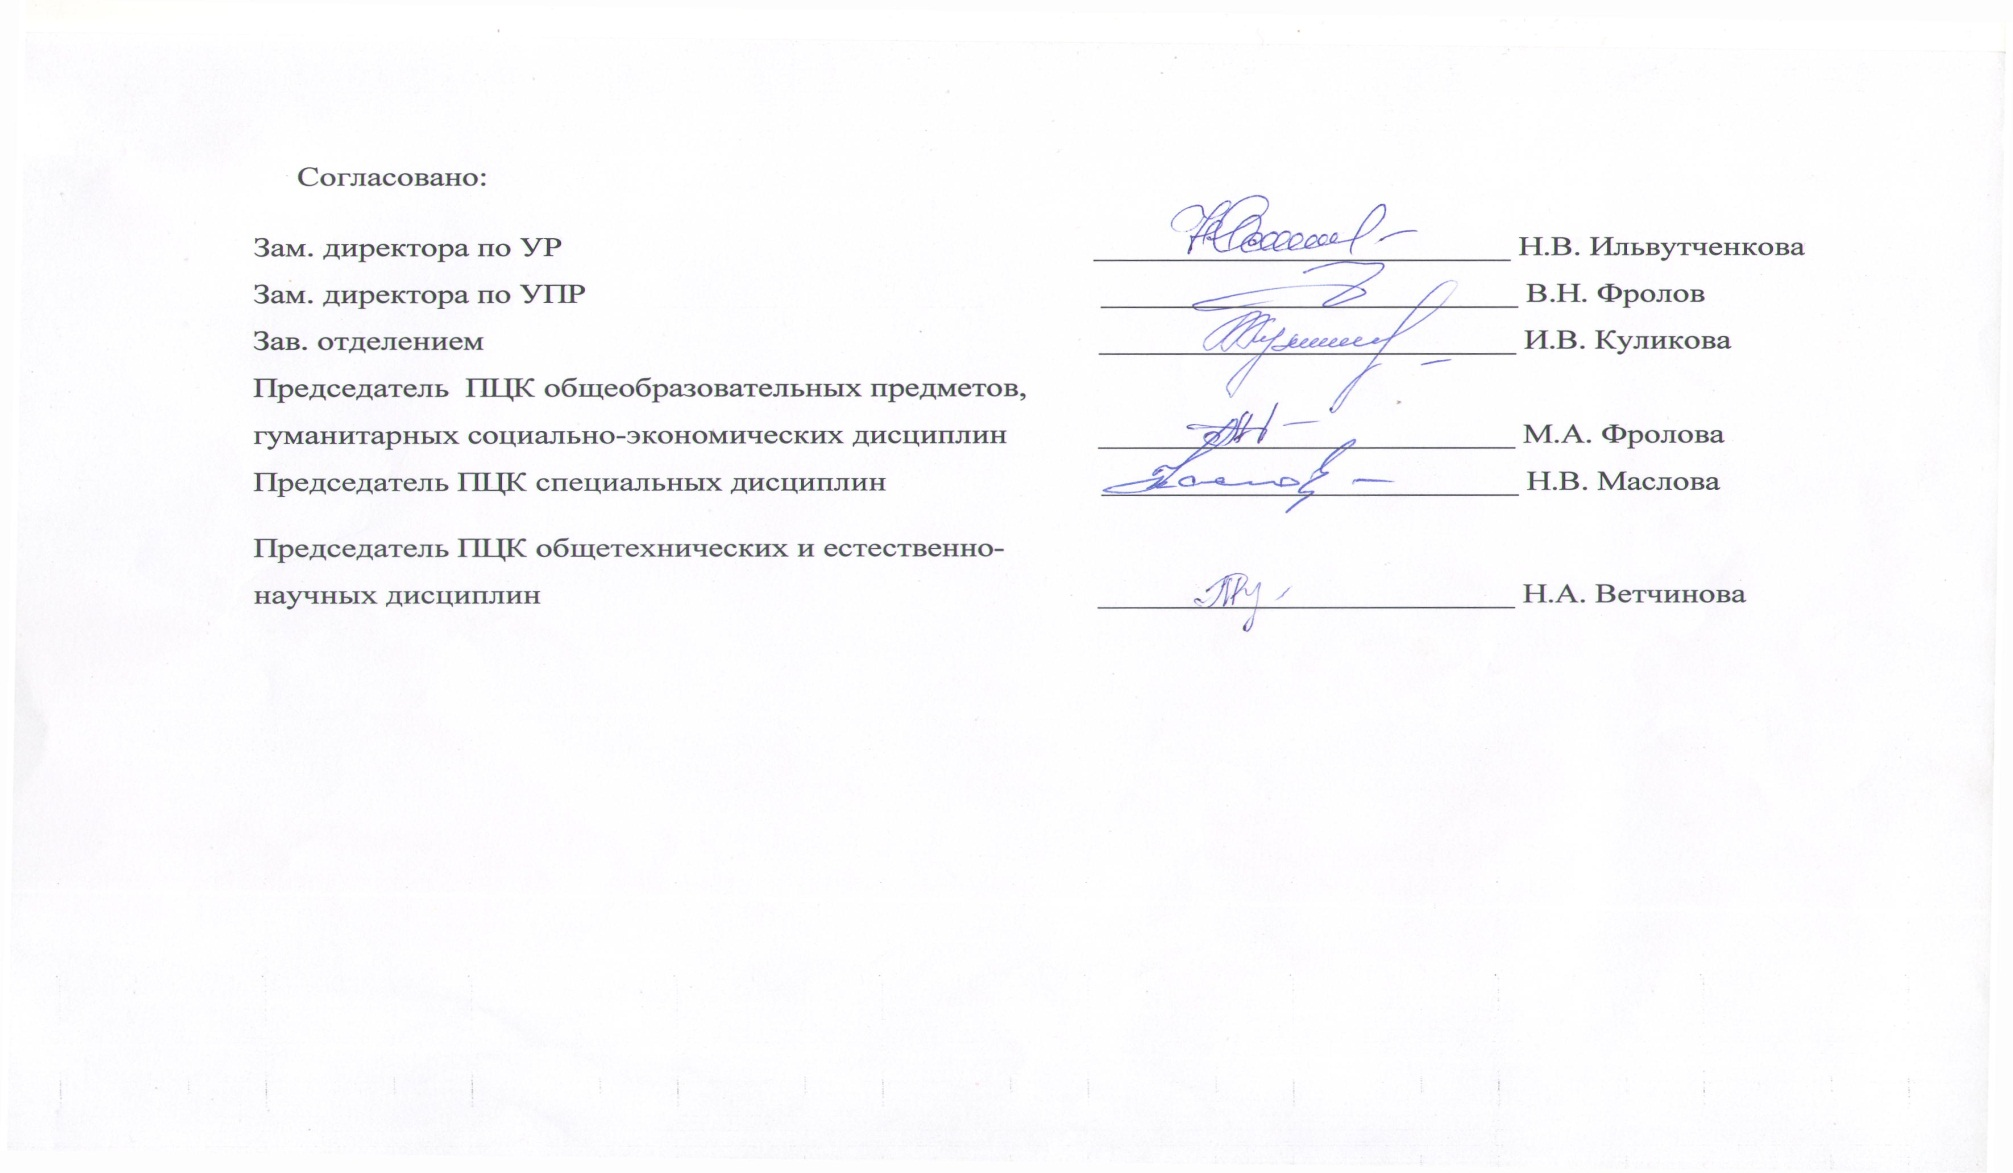 Согласовано:
Зам. директора по УР Н.В. Ильвутченкова
Зам. директора по УПР В.Н. Фролов
Зав. отделением И.В. Куликова
Председатель ПЦК общеобразовательных предметов,
гуманитарных социально-экономических дисциплин М.А. Фролова
Председатель ПЦК специальных дисциплин Н.В. Маслова
Председатель ПЦК общетехнических и естественно-
научных дисциплин Н.А. Ветчинова